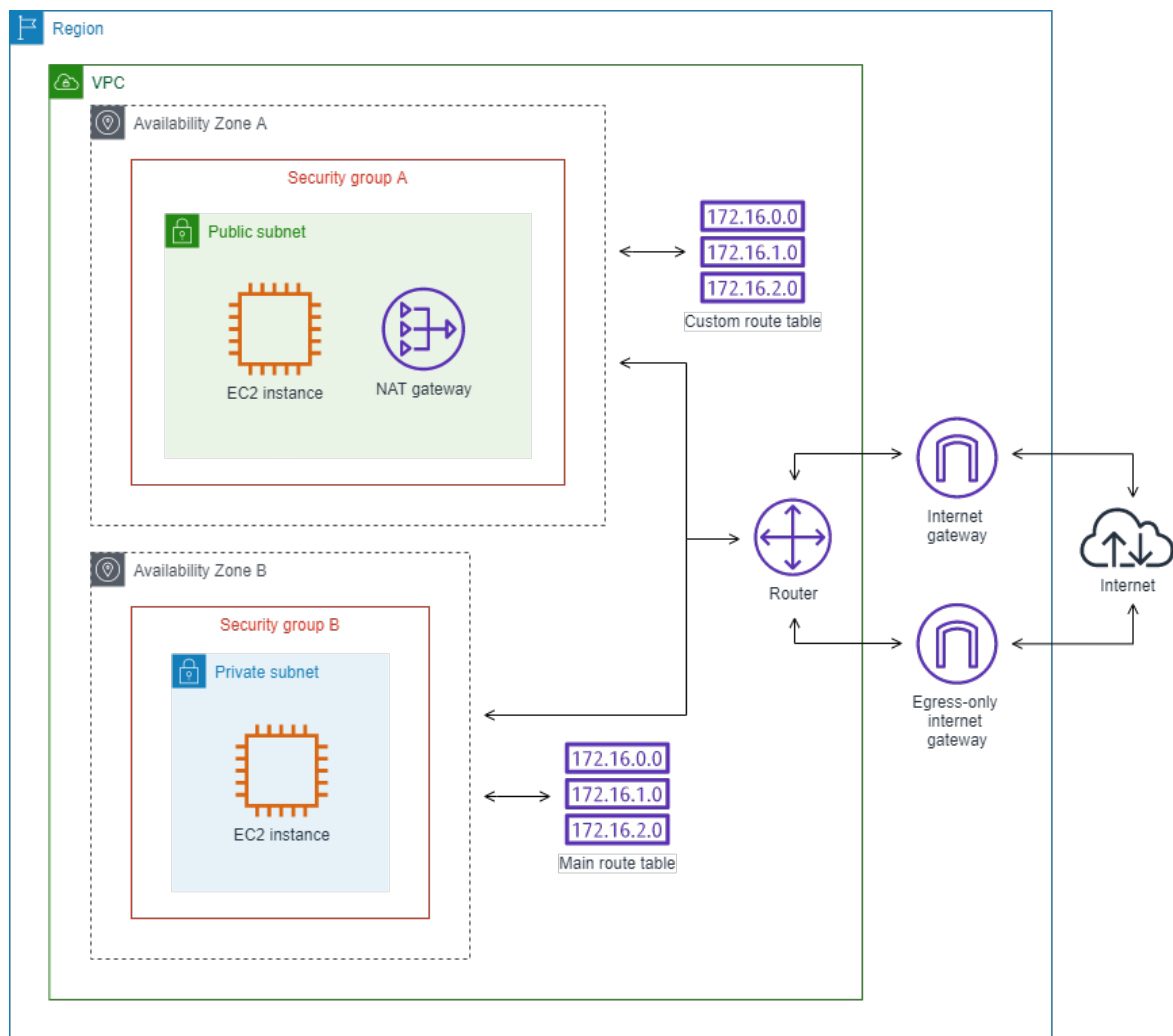 Region
VPC
Availability Zone A
Security group A
Public subnet
EC2 instance
NAT gateway
172.16.0.0
172.16.1.0
172.16.2.0
Custom route table
Router
Internet
gateway
Internet
Egress-only
internet
gateway
Availability Zone B
Security group B
Private subnet
EC2 instance
172.16.0.0
172.16.1.0
172.16.2.0
Main route table